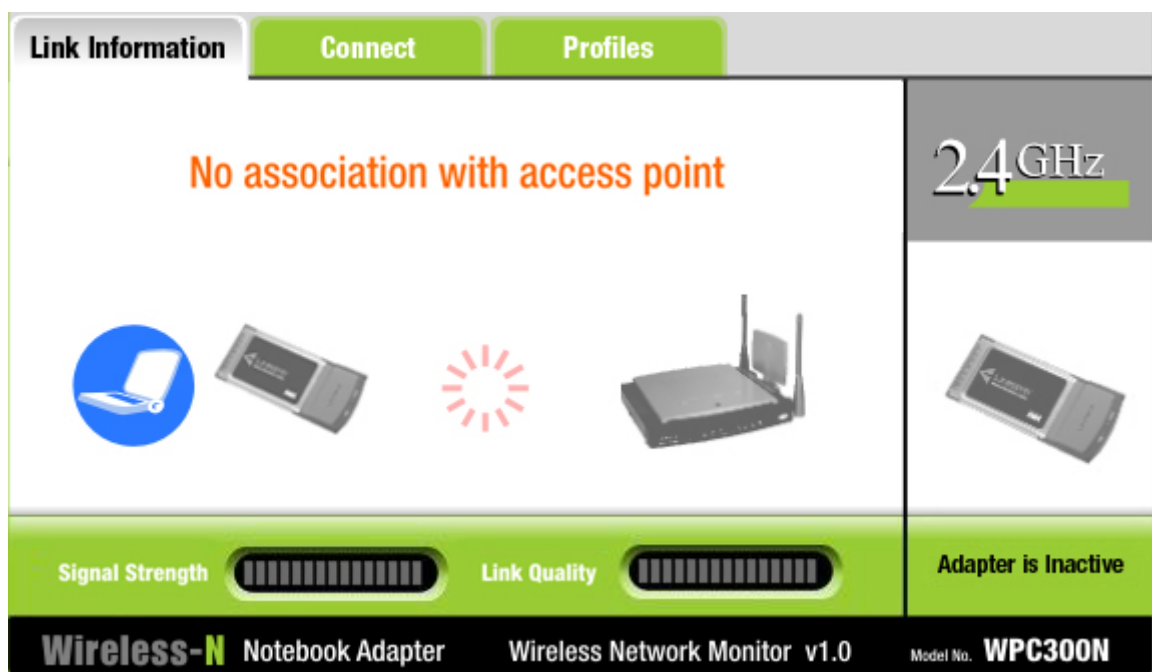 Link Information
Connect
Profiles
No association with access point
2.4GHz
Signal Strength
Link Quality
Adapter is Inactive
Wireless-N Notebook Adapter
Wireless Network Monitor v1.0
Model No. WPC300N